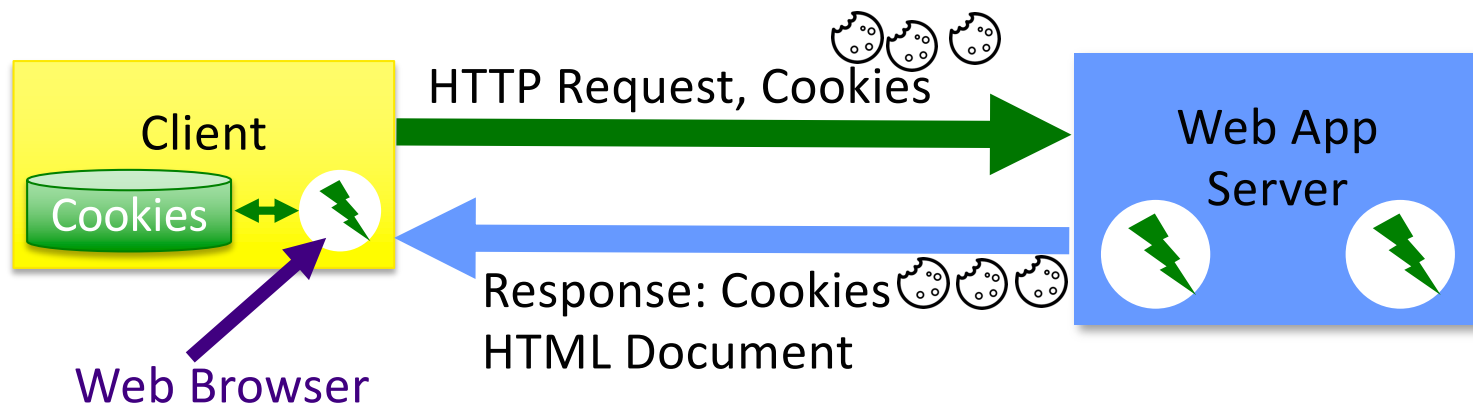 HTTP Request, Cookies
Client
Cookies
Web App
Server
Response: Cookies
HTML Document
Web Browser